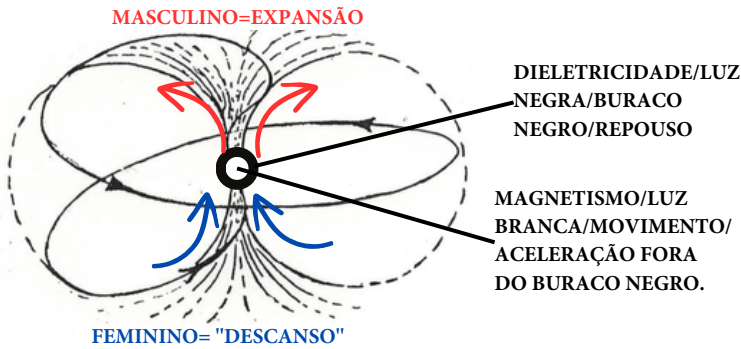 MASCULINO=EXPANSÃO
DIELETRICIDADE/LUZ
NEGRA/BURACO
NEGRO/REPOUSO
MAGNETISMO/LUZ
BRANCA/MOVIMENTO/
ACELERAÇÃO FORA
DO BURACO NEGRO.
FEMININO= "DESCANSO"